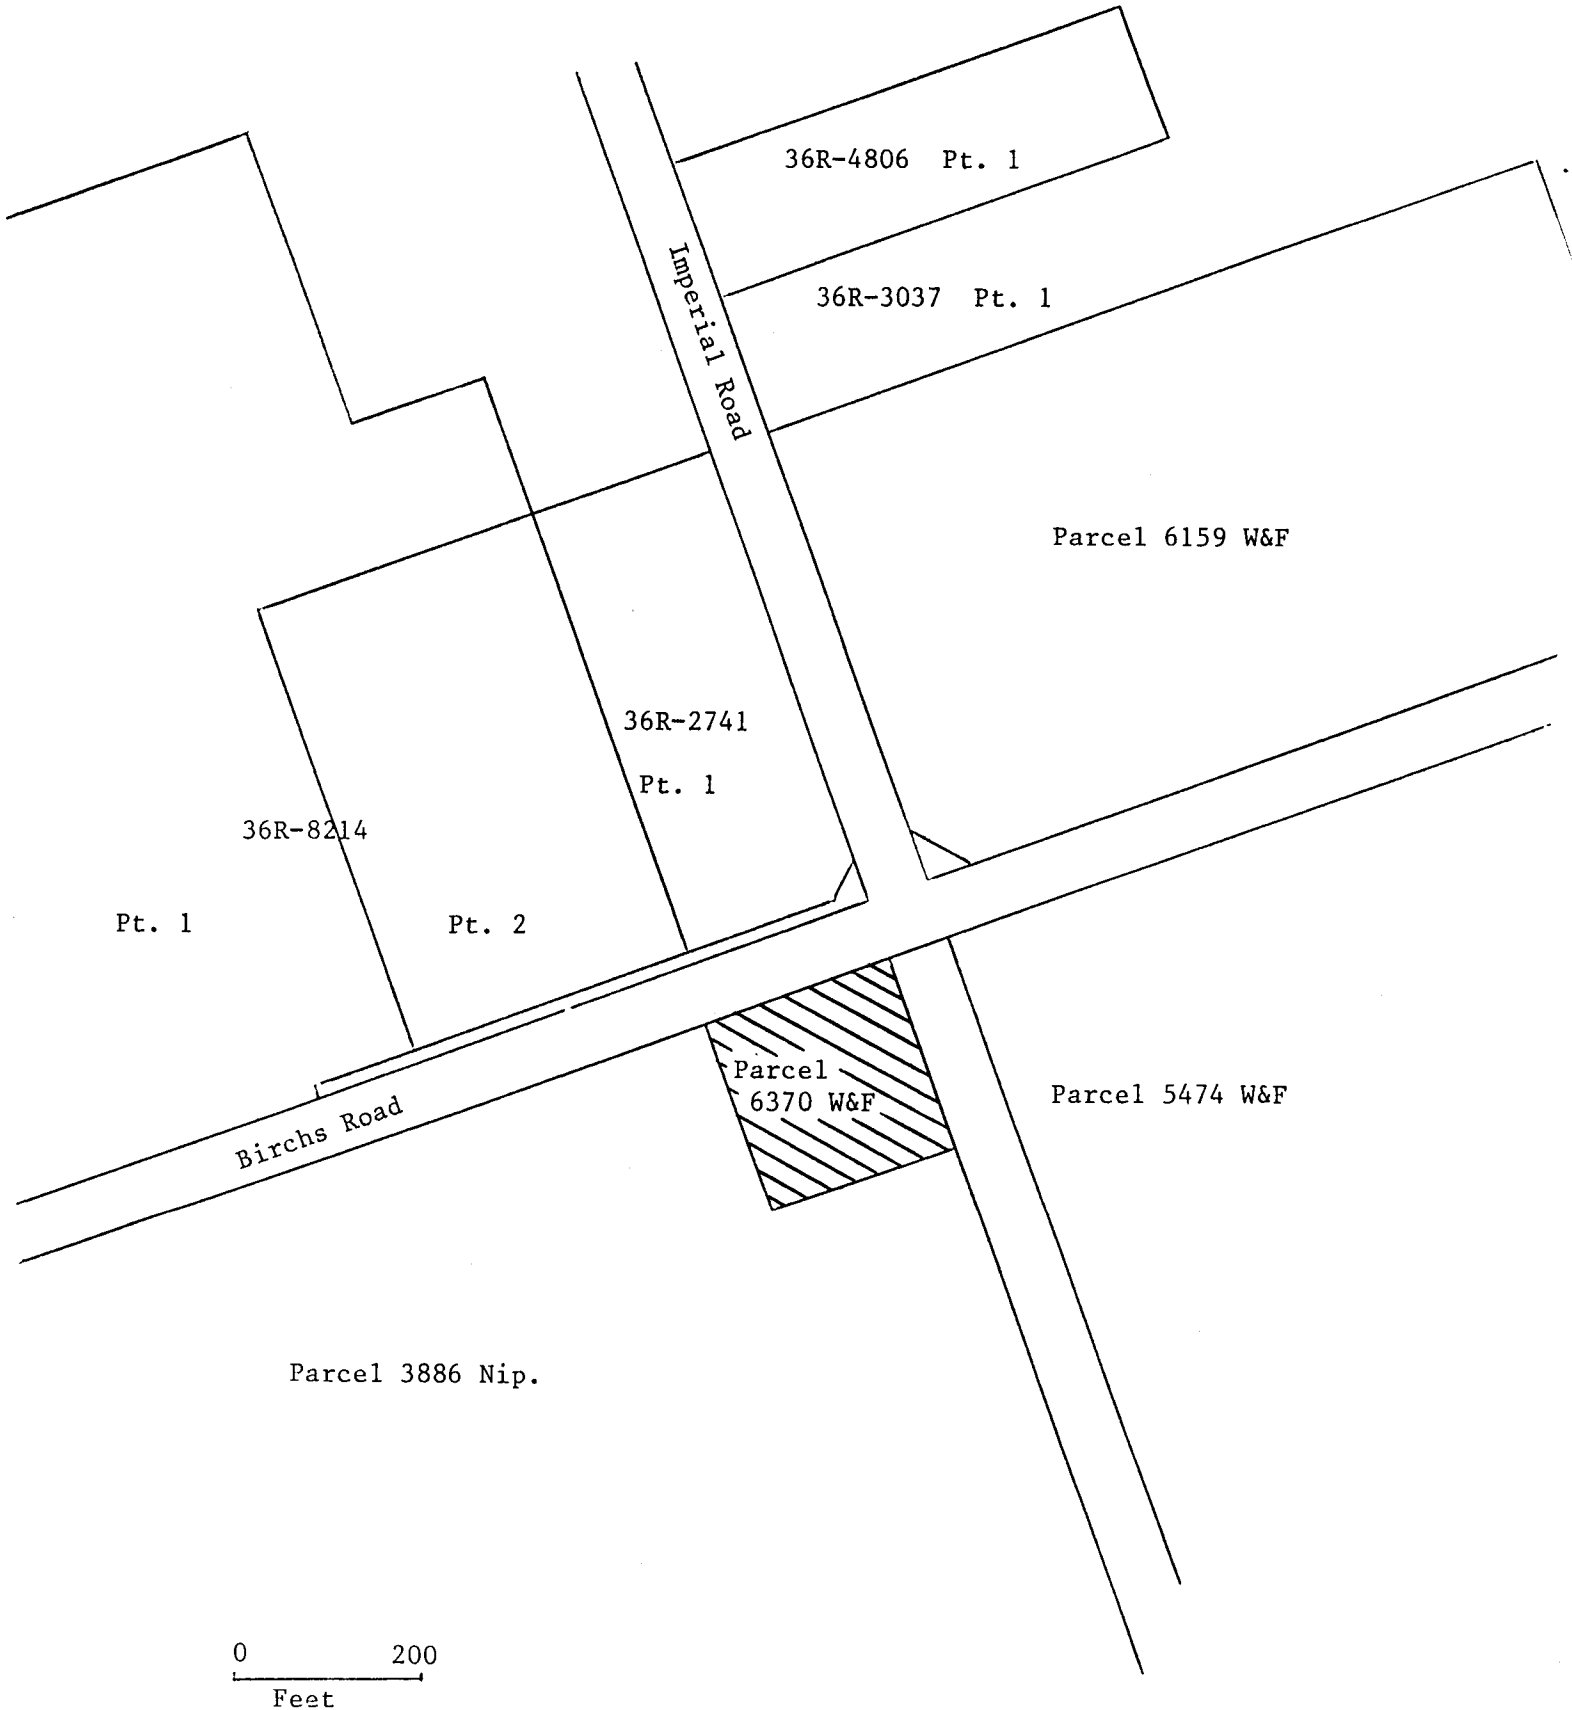 36R-4806 Pt. 1
Imperial Road
36R-3037 Pt. 1
Parcel 6159 W&F
36R-2741
Pt. 1
36R-8214
Pt. 1
Pt. 2
Parcel
6370 W&F
Parcel 5474 W&F
Birchs Road
Parcel 3886 Nip.
0 200
Feet